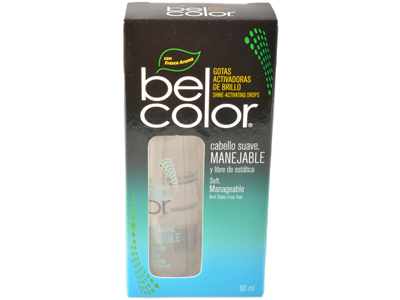 con
Fresco Aroma
bel
color®
GOTAS
ACTIVADORAS
DE BRILLO
SHINE-ACTIVATING DROPS
cabello suave,
MANEJABLE
y libre de estática
Soft,
Manageable
And Static-Free Hair
or.
60 ml